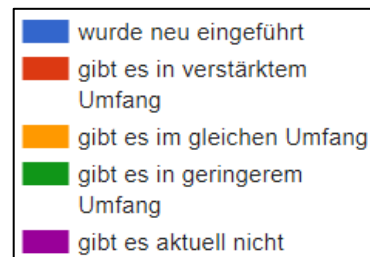 wurde neu eingeführt
gibt es in verstärktem
Umfang
gibt es im gleichen Umfang
gibt es in geringerem
Umfang
gibt es aktuell nicht